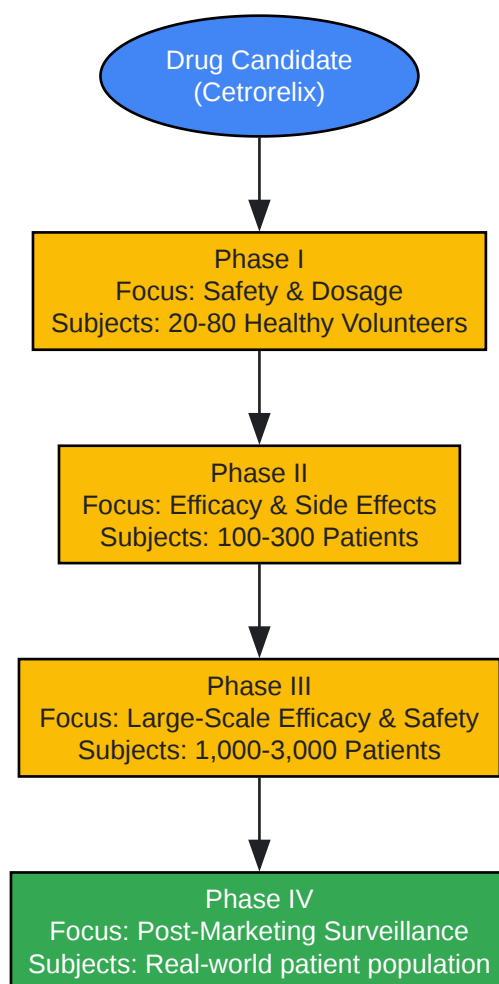 Drug Candidate
(Cetrorelix)
Phase I
Focus: Safety & Dosage
Subjects: 20-80 Healthy Volunteers
Phase II
Focus: Efficacy & Side Effects
Subjects: 100-300 Patients
Phase III
Focus: Large-Scale Efficacy & Safety
Subjects: 1,000-3,000 Patients
Phase IV
Focus: Post-Marketing Surveillance
Subjects: Real-world patient population